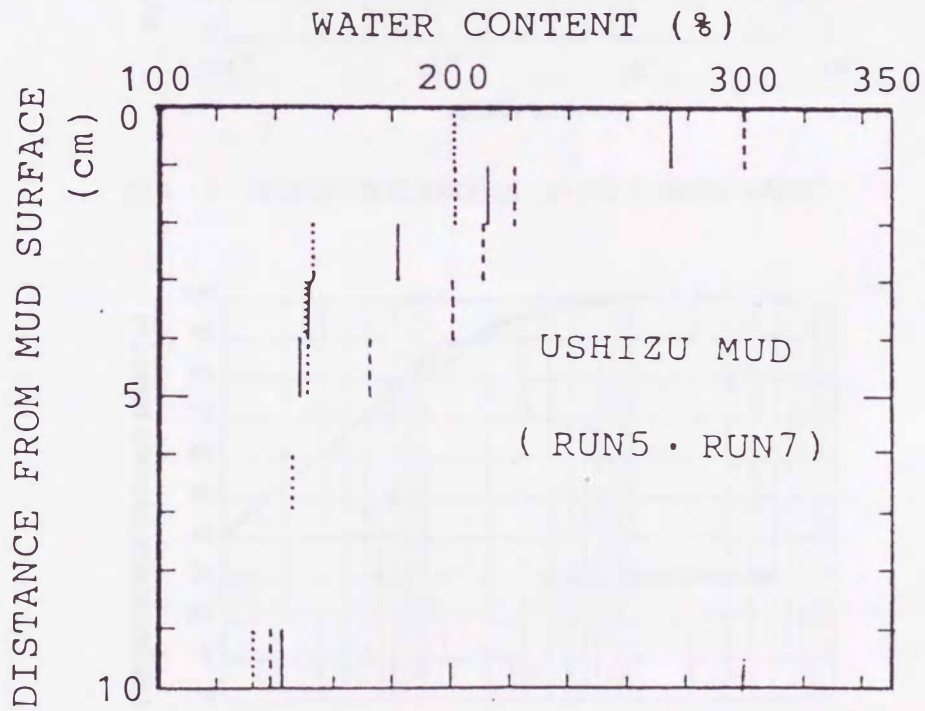 WATER CONTENT (%)
100 200 300 350
DISTANCE FROM MUD SURFACE
(cm)
0
USHIZU MUD
5
( RUN5 · RUN7)
10